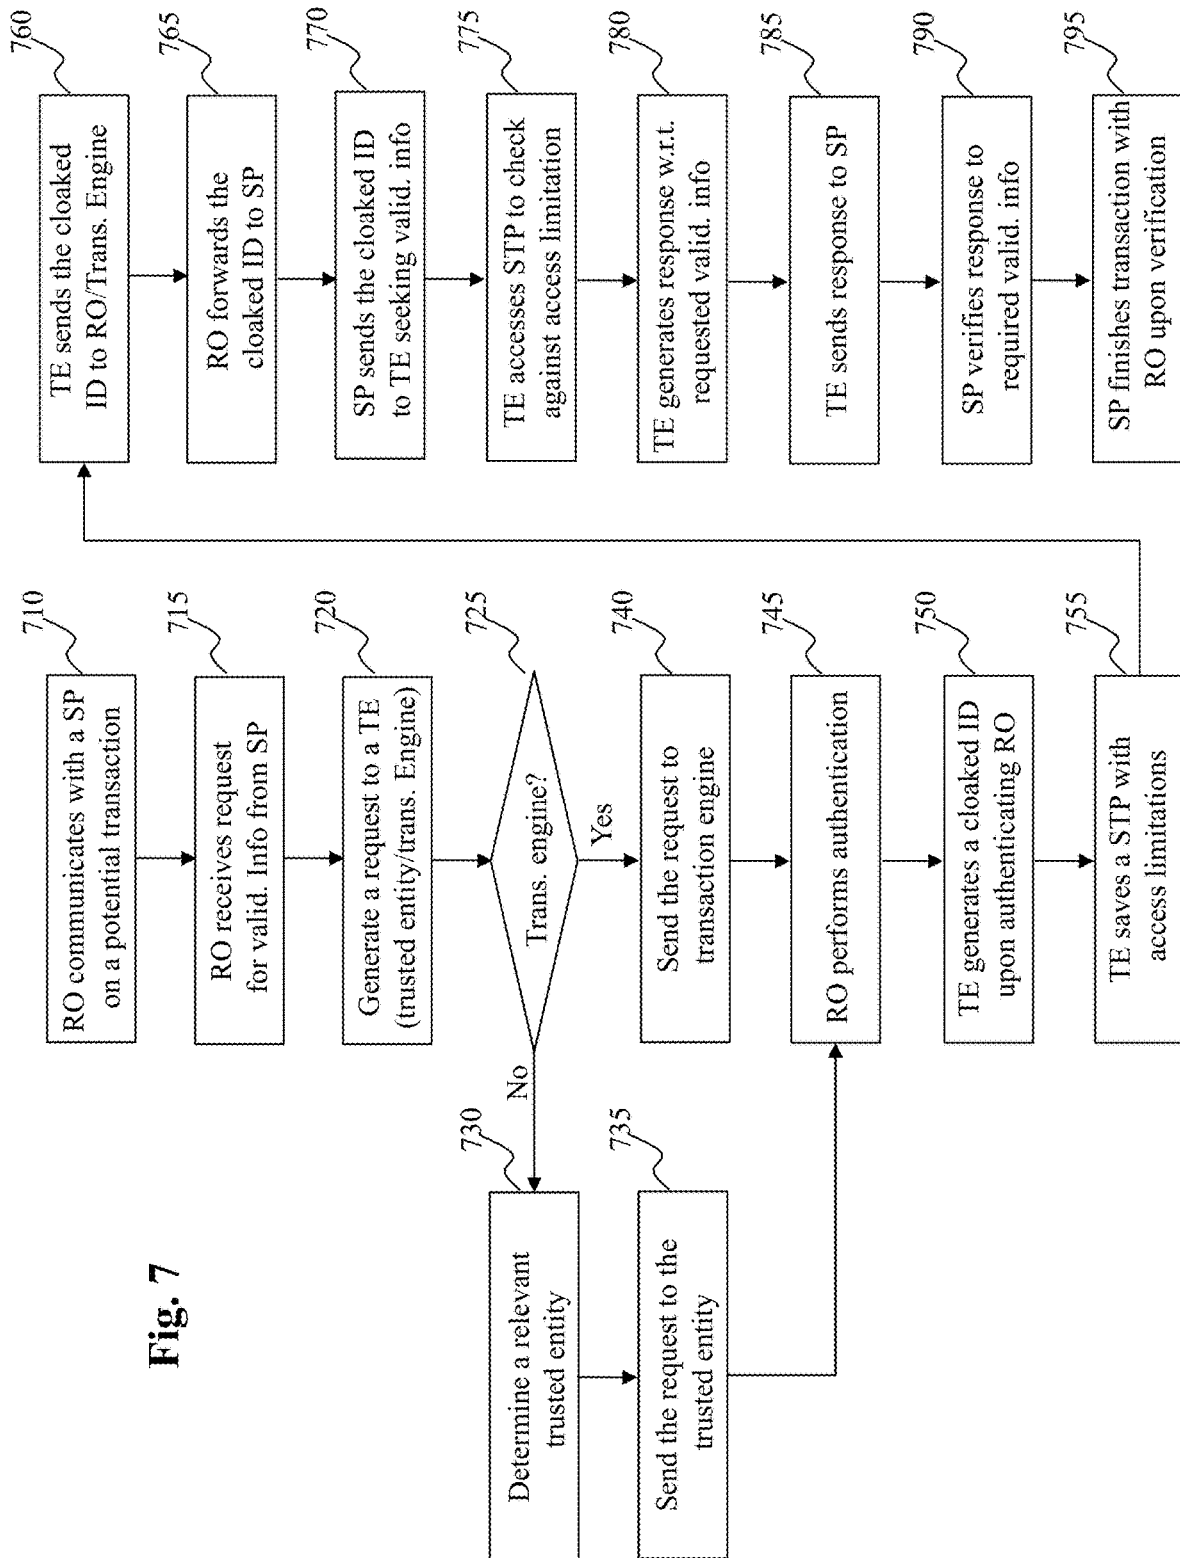 Fig. 7
710
RO communicates with a SP
on a potential transaction
715
RO receives request
for valid. Info from SP
720
Generate a request to a TE
(trusted entity/trans. Engine)
725
Trans. engine?
No
Yes
730
Determine a relevant
trusted entity
735
Send the request to the
trusted entity
740
Send the request to
transaction engine
745
RO performs authentication
750
TE generates a cloaked ID
upon authenticating RO
755
TE saves a STP with
access limitations
760
TE sends the cloaked
ID to RO/Trans. Engine
765
RO forwards the
cloaked ID to SP
770
SP sends the cloaked ID
to TE seeking valid. info
775
TE accesses STP to check
against access limitation
780
TE generates response w.r.t.
requested valid. info
785
TE sends response to SP
790
SP verifies response to
required valid. info
795
SP finishes transaction with
RO upon verification